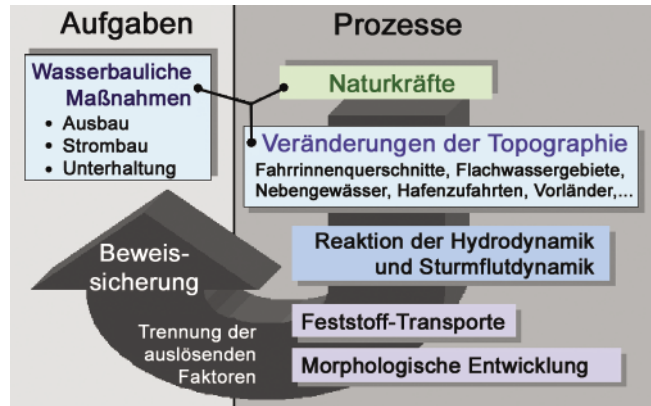 Aufgaben
Prozesse
Wasserbauliche
Maßnahmen
• Ausbau
• Strombau
• Unterhaltung
Naturkräfte
Veränderungen der Topographie
Fahrrinnenquerschnitte, Flachwassergebiete,
Nebengewässer, Hafenzufahrten, Vorländer,...
Reaktion der Hydrodynamik
und Sturmflutdynamik
Beweis-
sicherung
Feststoff-Transporte
Trennung der
auslösenden
Faktoren
Morphologische Entwicklung